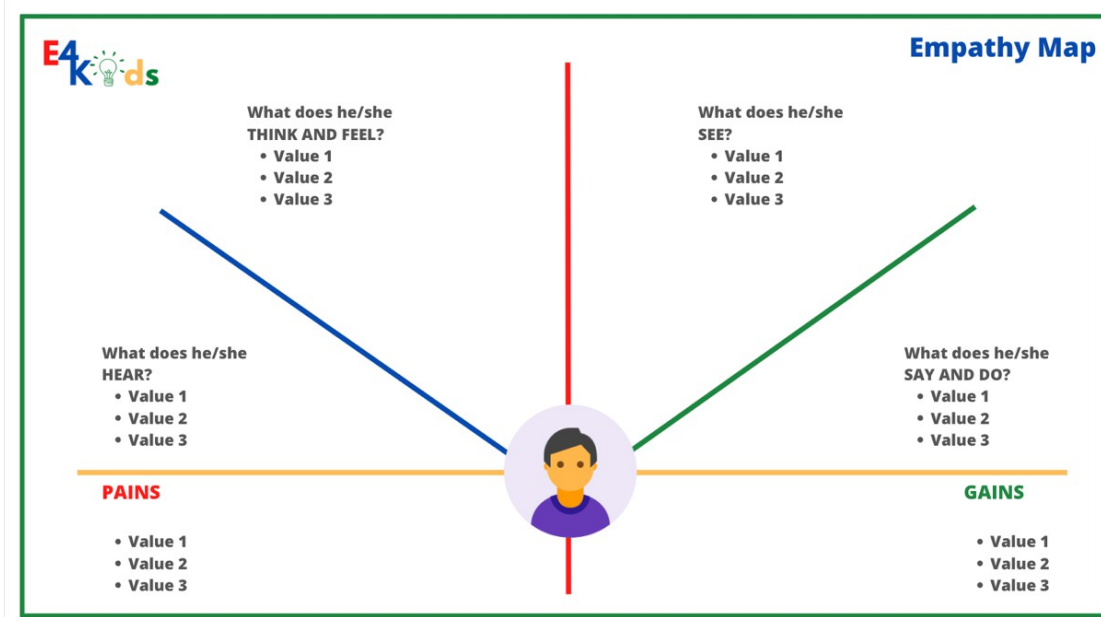 E4
Kids
Empathy Map
What does he/she
THINK AND FEEL?
• Value 1
• Value 2
• Value 3
What does he/she
SEE?
• Value 1
• Value 2
• Value 3
What does he/she
HEAR?
• Value 1
• Value 2
• Value 3
What does he/she
SAY AND DO?
• Value 1
• Value 2
• Value 3
PAINS
• Value 1
• Value 2
• Value 3
GAINS
• Value 1
• Value 2
• Value 3